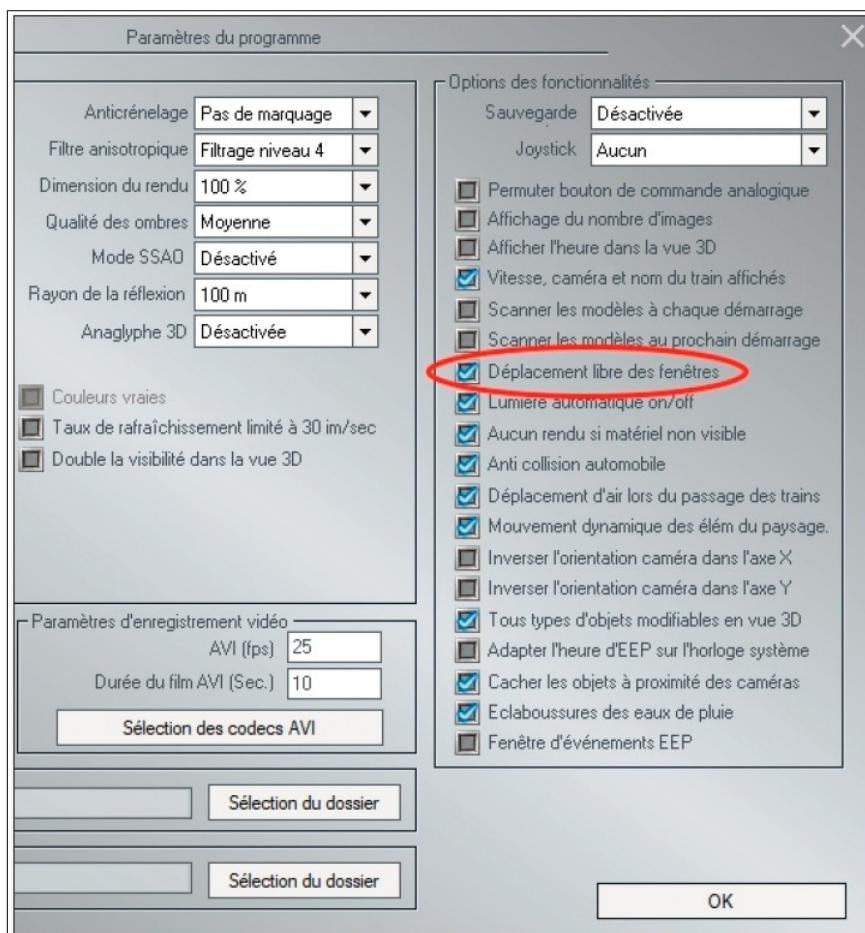 Paramètres du programme
Anticrénelage Pas de marquage
Filtre anisotropique Filtrage niveau 4
Dimension du rendu 100 %
Qualité des ombres Moyenne
Mode SSAO Désactivé
Rayon de la réflexion 100 m
Anaglyphe 3D Désactivée
Couleurs vraies
Taux de rafraîchissement limité à 30 im/sec
Double la visibilité dans la vue 3D
Paramètres d'enregistrement vidéo
AVI (fps) 25
Durée du film AVI (Sec.) 10
Sélection des codecs AVI
Sélection du dossier
Sélection du dossier
Options des fonctionnalités
Sauvegarde Désactivée
Joystick Aucun
Permuter bouton de commande analogique
Affichage du nombre d'images
Afficher l'heure dans la vue 3D
Vitesse, caméra et nom du train affichés
Scanner les modèles à chaque démarrage
Scanner les modèles au prochain démarrage
Déplacement libre des fenêtres
Lumière automatique on/off
Aucun rendu si matériel non visible
Anti collision automobile
Déplacement d'air lors du passage des trains
Mouvement dynamique des élém du paysage.
Inverser l'orientation caméra dans l'axe X
Inverser l'orientation caméra dans l'axe Y
Tous types d'objets modifiables en vue 3D
Adapter l'heure d'EEP sur l'horloge système
Cacher les objets à proximité des caméras
Eclaboussures des eaux de pluie
Fenêtre d'événements EEP
OK